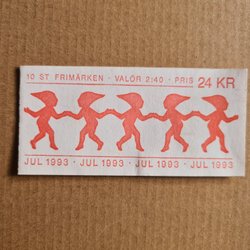 10 ST FRIMÄRKEN · VALÖR 2:40 · PRIS 24 KR
JUL 1993 · JUL 1993 · JUL 1993 · JUL 1993